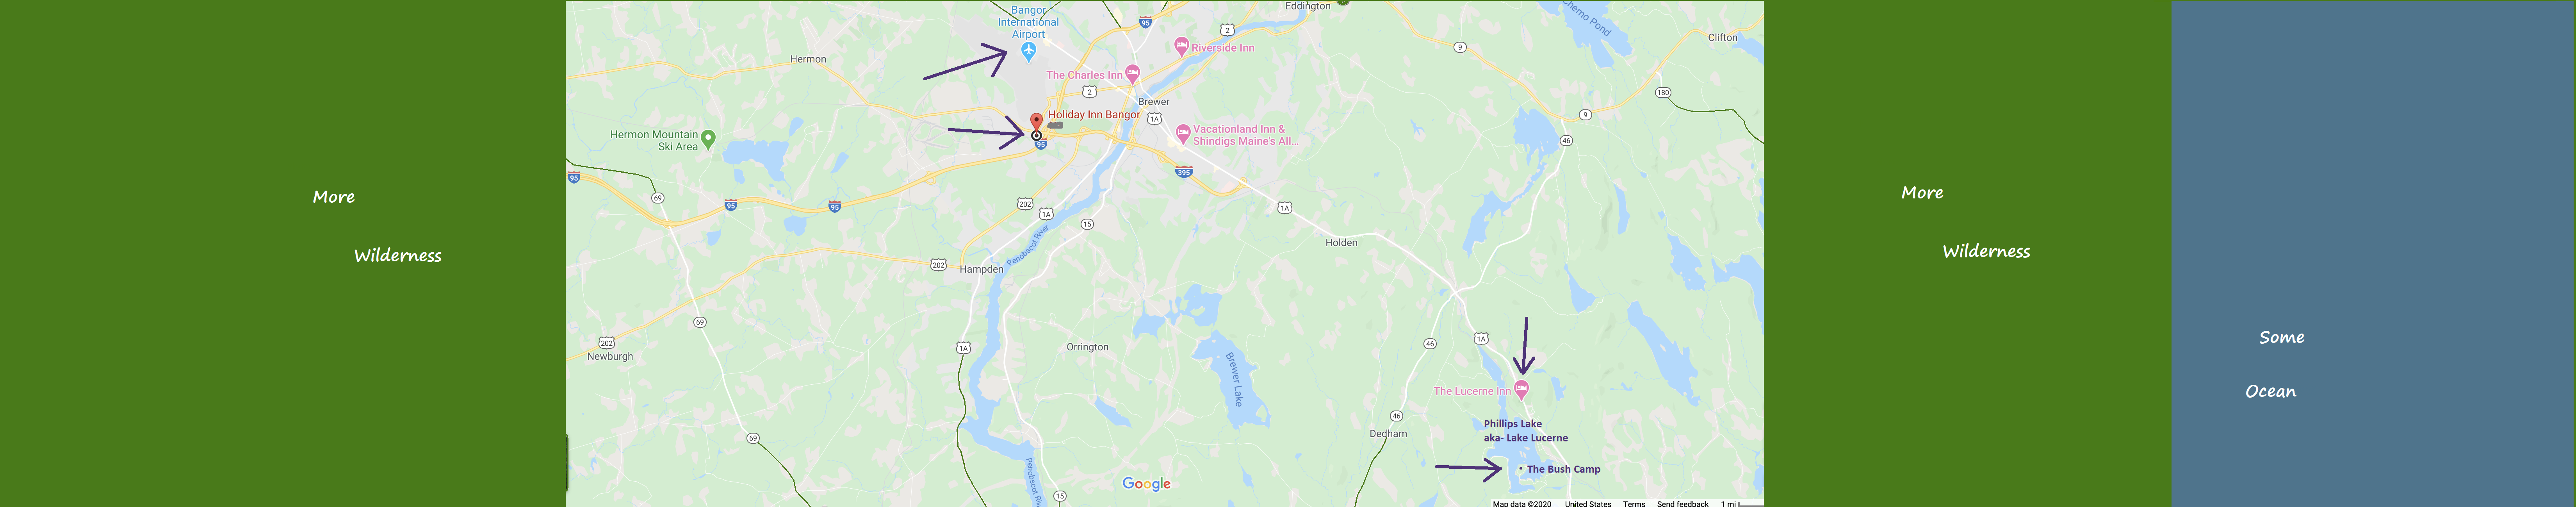 More
Wilderness
Bangor
International
Airport
Eddington
Chemo Pond
Clifton
95
2
Riverside Inn
9
Hermon
The Charles Inn
2
Brewer
180
Holiday Inn Bangor
1A
9
Hermon Mountain
Ski Area
Vacationland Inn &
Shindigs Maine's All...
95
46
395
95
69
95
95
202
1A
1A
15
Penobscot River
Holden
202
Hampden
69
202
Newburgh
1A
Orrington
Brewer Lake
46
1A
The Lucerne Inn
46
Phillips Lake
aka- Lake Lucerne
Dedham
69
The Bush Camp
Google
15
Map data ©2020 United States Terms Send feedback 1 mi
More
Wilderness
Some
Ocean